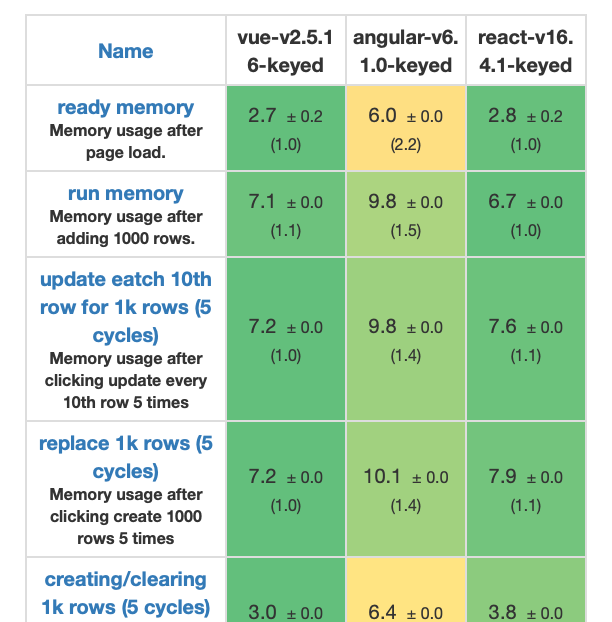 Name
vue-v2.5.1 angular-v6. react-v16.
6-keyed 1.0-keyed 4.1-keyed
ready memory
Memory usage after
page load.
2.7 ± 0.2
(1.0)
6.0 ± 0.0
(2.2)
2.8 ± 0.2
(1.0)
run memory
Memory usage after
adding 1000 rows.
7.1 ± 0.0
(1.1)
9.8 ± 0.0
(1.5)
6.7 ± 0.0
(1.0)
update eatch 10th
row for 1k rows (5
cycles)
Memory usage after
clicking update every
10th row 5 times
7.2 ± 0.0
(1.0)
9.8 ± 0.0
(1.4)
7.6 ± 0.0
(1.1)
replace 1k rows (5
cycles)
Memory usage after
clicking create 1000
rows 5 times
7.2 ± 0.0
(1.0)
10.1 ± 0.0
(1.4)
7.9 ± 0.0
(1.1)
creating/clearing
1k rows (5 cycles)
3.0 ± 0.0
6.4 ± 0.0
3.8 ± 0.0